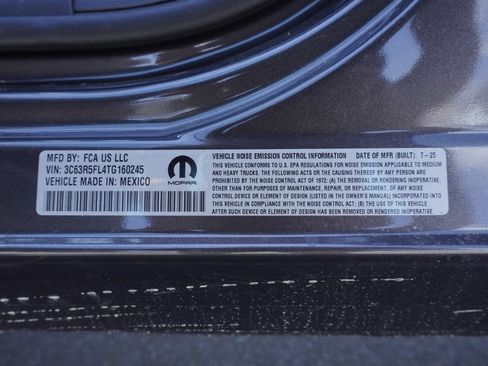 MFD BY: FCA US LLC
VIN: 3C63R5FL4TG160245
VEHICLE MADE IN: MEXICO
MOPAR
VEHICLE NOISE EMISSION CONTROL INFORMATION DATE OF MFR (BUILT): 7-25
THIS VEHICLE CONFORMS TO U.S. EPA REGULATIONS FOR NOISE EMISSION APPLICABLE TO MEDIUM
AND HEAVY TRUCKS. THE FOLLOWING ACTS OR THE CAUSING THEREOF BY ANY PERSON ARE
PROHIBITED BY THE NOISE CONTROL ACT OF 1972: (A) THE REMOVAL OR RENDERING INOPERATIVE,
OTHER THAN FOR PURPOSES OF MAINTENANCE, REPAIR, OR REPLACEMENT, OF ANY NOISE
CONTROL DEVICE OR ELEMENT OF DESIGN (LISTED IN THE OWNER'S MANUAL) INCORPORATED INTO
THIS VEHICLE IN COMPLIANCE WITH THE NOISE CONTROL ACT; (B) THE USE OF THIS VEHICLE
AFTER SUCH DEVICE OR ELEMENT OF DESIGN HAS BEEN REMOVED OR RENDERED INOPERATIVE.